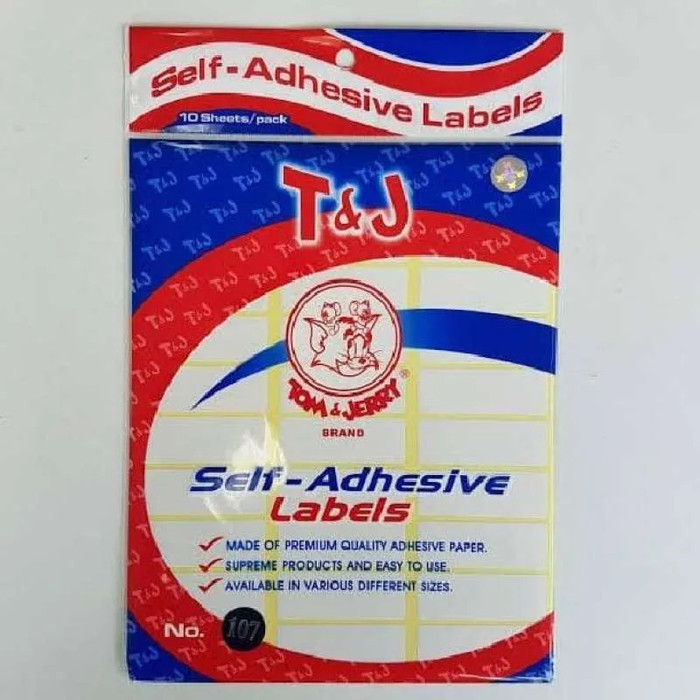 Self-Adhesive Labels
10 Sheets/pack
T&J
TOM & JERRY®
BRAND
Self-Adhesive
Labels
MADE OF PREMIUM QUALITY ADHESIVE PAPER.
SUPREME PRODUCTS AND EASY TO USE.
AVAILABLE IN VARIOUS DIFFERENT SIZES.
No. 107